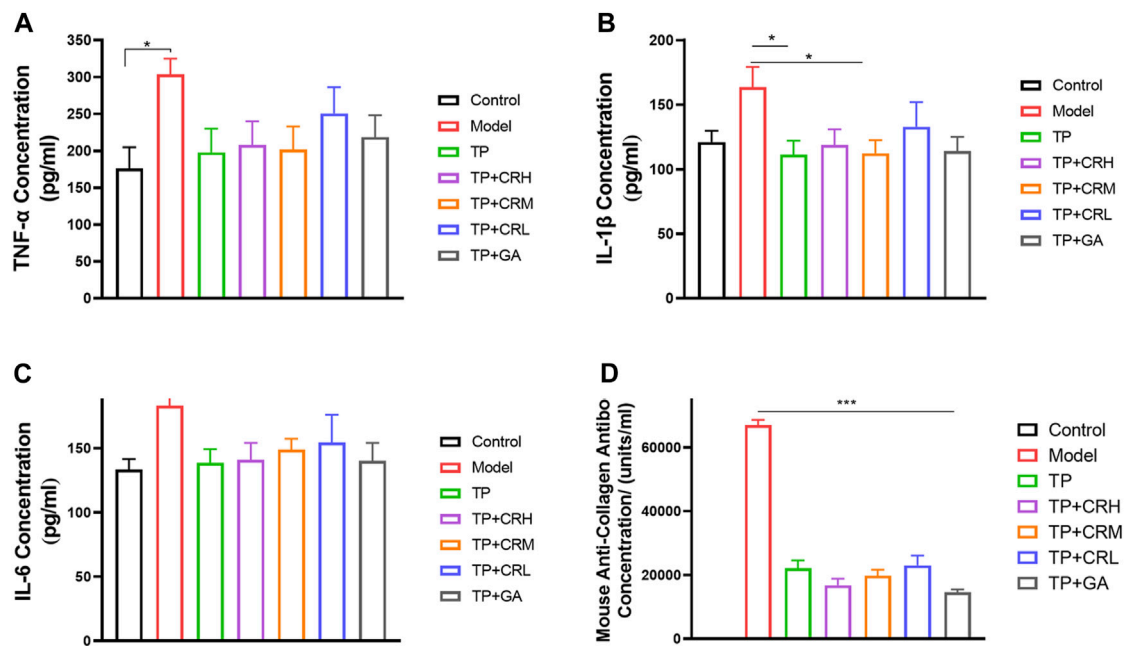 A
TNF-α Concentration
(pg/ml)
350
300
250
200
150
100
50
0
*
Control
Model
TP
TP+CRH
TP+CRM
TP+CRL
TP+GA
B
IL-1β Concentration
(pg/ml)
200
150
100
50
0
*
*
Control
Model
TP
TP+CRH
TP+CRM
TP+CRL
TP+GA
C
IL-6 Concentration
(pg/ml)
150
100
50
0
Control
Model
TP
TP+CRH
TP+CRM
TP+CRL
TP+GA
D
Mouse Anti-Collagen Antibo
Concentration/ (units/ml)
60000
40000
20000
0
***
Control
Model
TP
TP+CRH
TP+CRM
TP+CRL
TP+GA